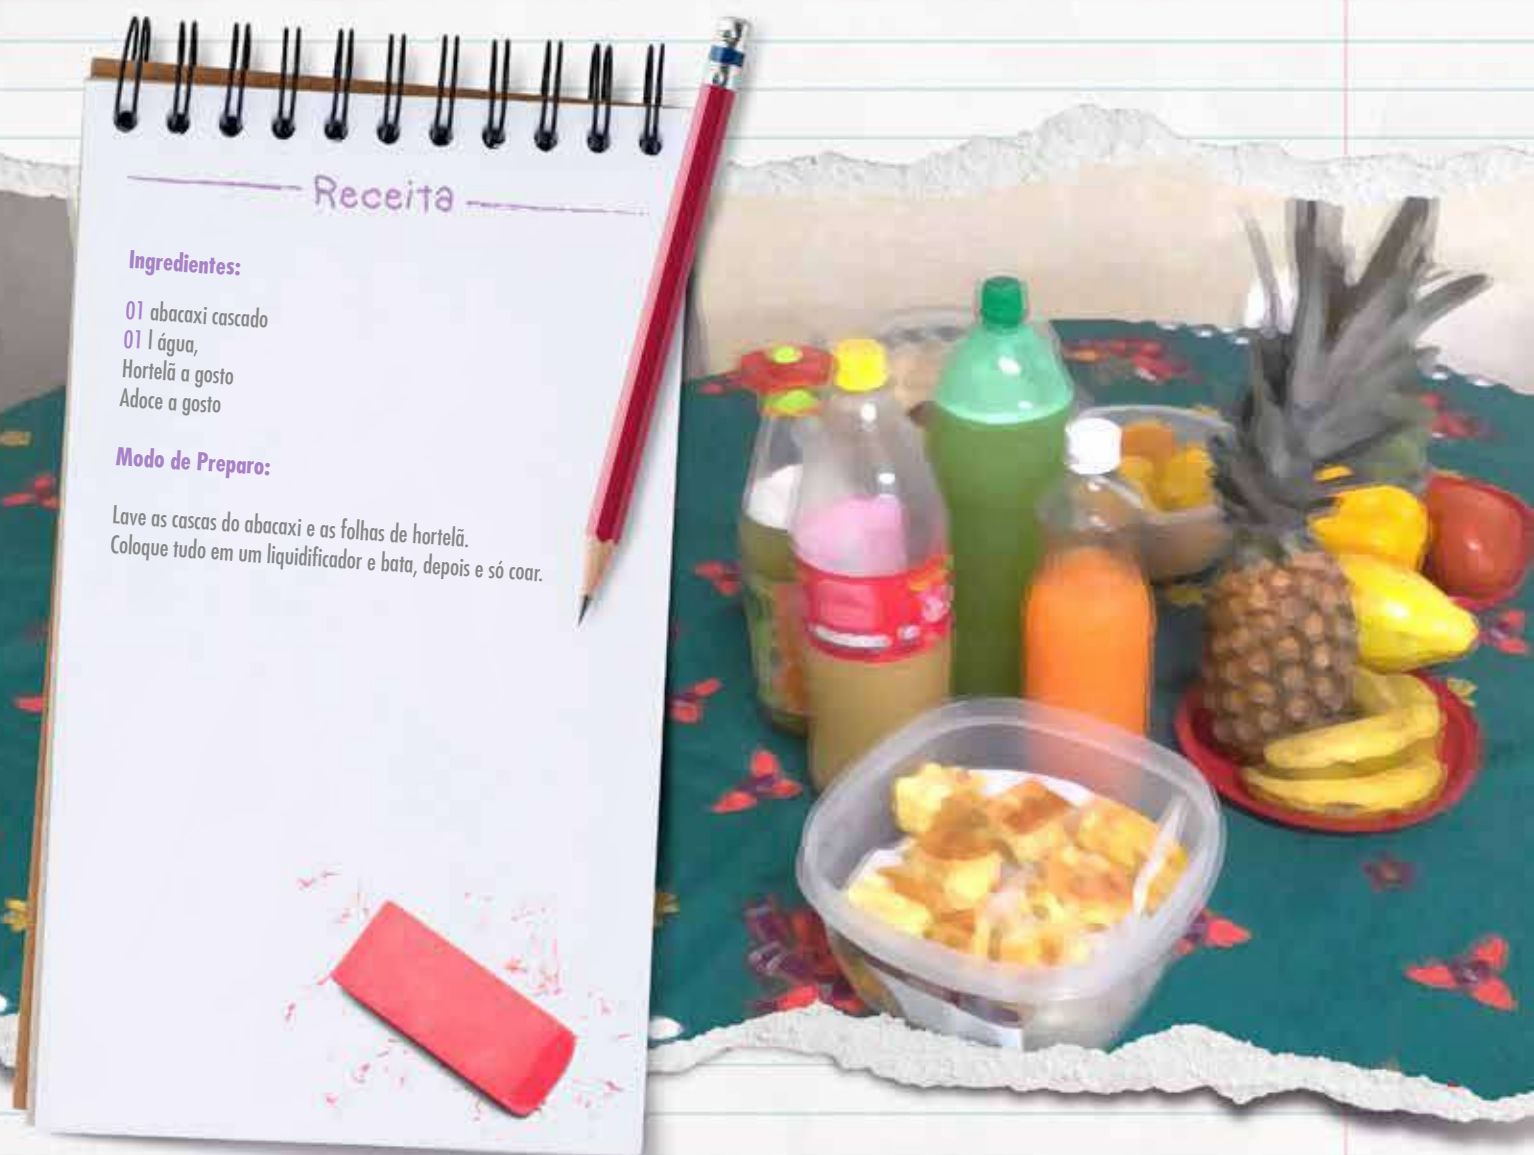 Receita
Ingredientes:
01 abacaxi cascado
01 l água,
Hortelã a gosto
Adoce a gosto
Modo de Preparo:
Lave as cascas do abacaxi e as folhas de hortelã.
Coloque tudo em um liquidificador e bata, depois e só coar.